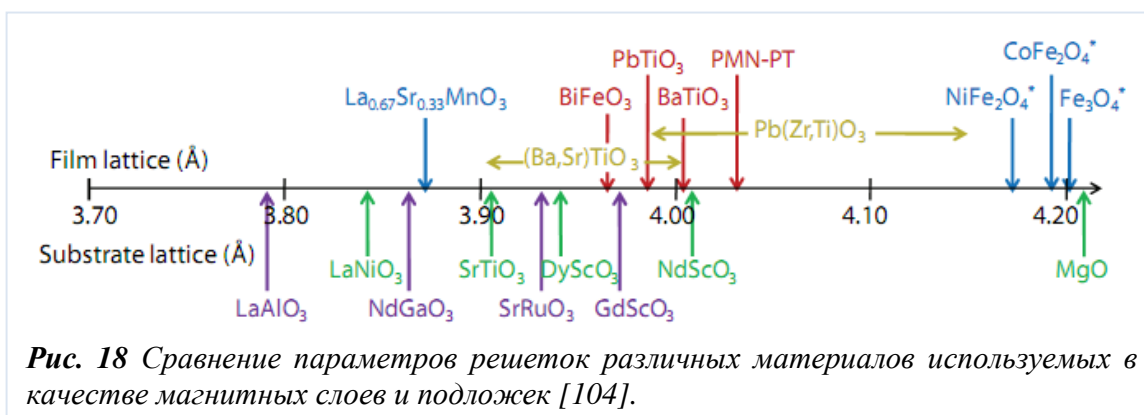 CoFe₂O₄*
PbTiO₃ PMN-PT
La₀.₆₇Sr₀.₃₃MnO₃ BiFeO₃ BaTiO₃ NiFe₂O₄* Fe₃O₄*
Pb(Zr,Ti)O₃
Film lattice (Å) (Ba,Sr)TiO₃
3.70 3.80 3.90 4.00 4.10 4.20
Substrate lattice (Å)
LaNiO₃ SrTiO₃ DyScO₃ NdScO₃ MgO
LaAlO₃ NdGaO₃ SrRuO₃ GdScO₃
Рис. 18 Сравнение параметров решеток различных материалов используемых в
качестве магнитных слоев и подложек [104].